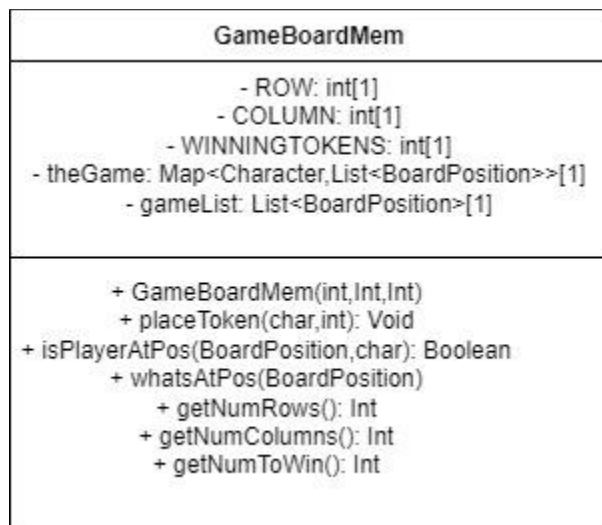 GameBoardMem
- ROW: int[1]
- COLUMN: int[1]
- WINNINGTOKENS: int[1]
- theGame: Map<Character,List<BoardPosition>>[1]
- gameList: List<BoardPosition>[1]
+ GameBoardMem(int,Int,Int)
+ placeToken(char,int): Void
+ isPlayerAtPos(BoardPosition,char): Boolean
+ whatsAtPos(BoardPosition)
+ getNumRows(): Int
+ getNumColumns(): Int
+ getNumToWin(): Int